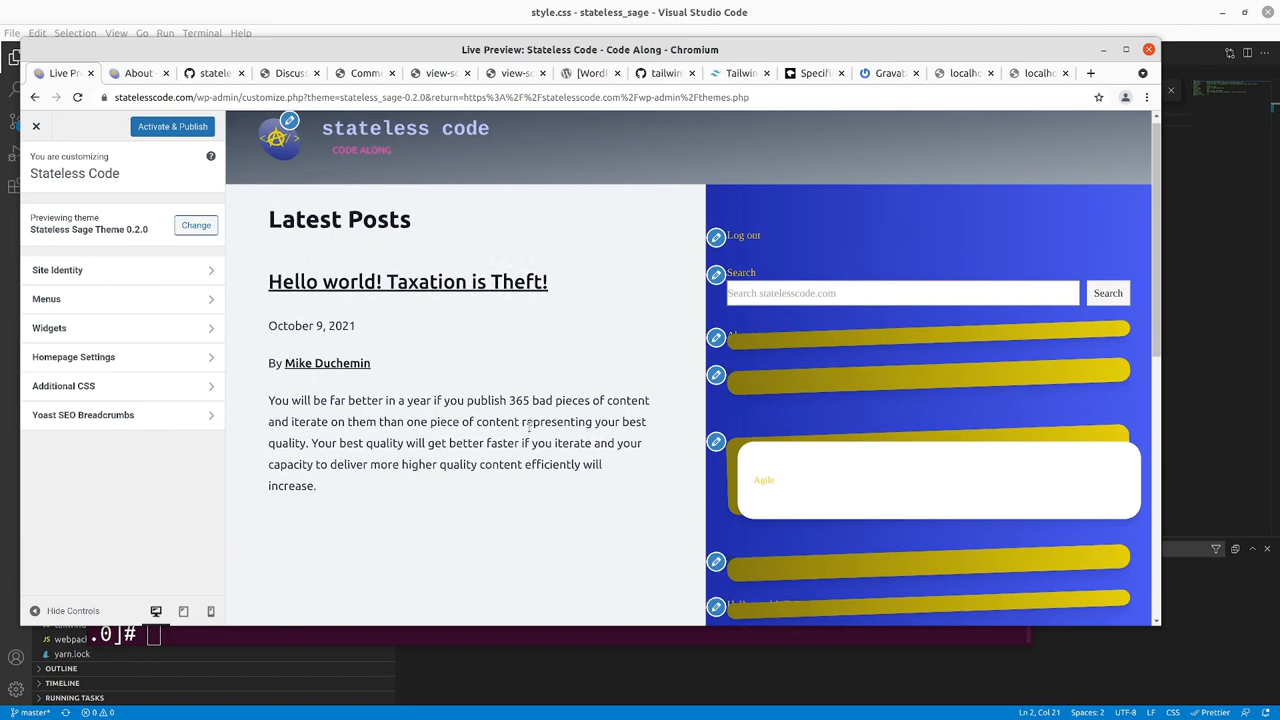 style.css - stateless_sage - Visual Studio Code
File Edit Selection View Go Run Terminal Help
Live Preview: Stateless Code - Code Along - Chromium
Live Pr
About
statele
Discus
Comme
view-s
view-so
[WordP
tailwin
Tailwin
Specifi
Gravat
localho
localho
statelesscode.com/wp-admin/customize.php?theme=stateless_sage-0.2.0&return=https%3A%2F%2Fstatelesscode.com%2Fwp-admin%2Fthemes.php
Activate & Publish
You are customizing
Stateless Code
Previewing theme
Stateless Sage Theme 0.2.0
Change
Site Identity
Menus
Widgets
Homepage Settings
Additional CSS
Yoast SEO Breadcrumbs
Hide Controls
stateless code
CODE ALONG
Latest Posts
Hello world! Taxation is Theft!
October 9, 2021
By Mike Duchemin
You will be far better in a year if you publish 365 bad pieces of content
and iterate on them than one piece of content representing your best
quality. Your best quality will get better faster if you iterate and your
capacity to deliver more higher quality content efficiently will
increase.
Log out
Search
Search statelesscode.com
Search
Agile
webpacl
.0]#
yarn.lock
OUTLINE
TIMELINE
RUNNING TASKS
master* 0 0 Ln 2, Col 21 Spaces: 2 UTF-8 LF CSS Prettier